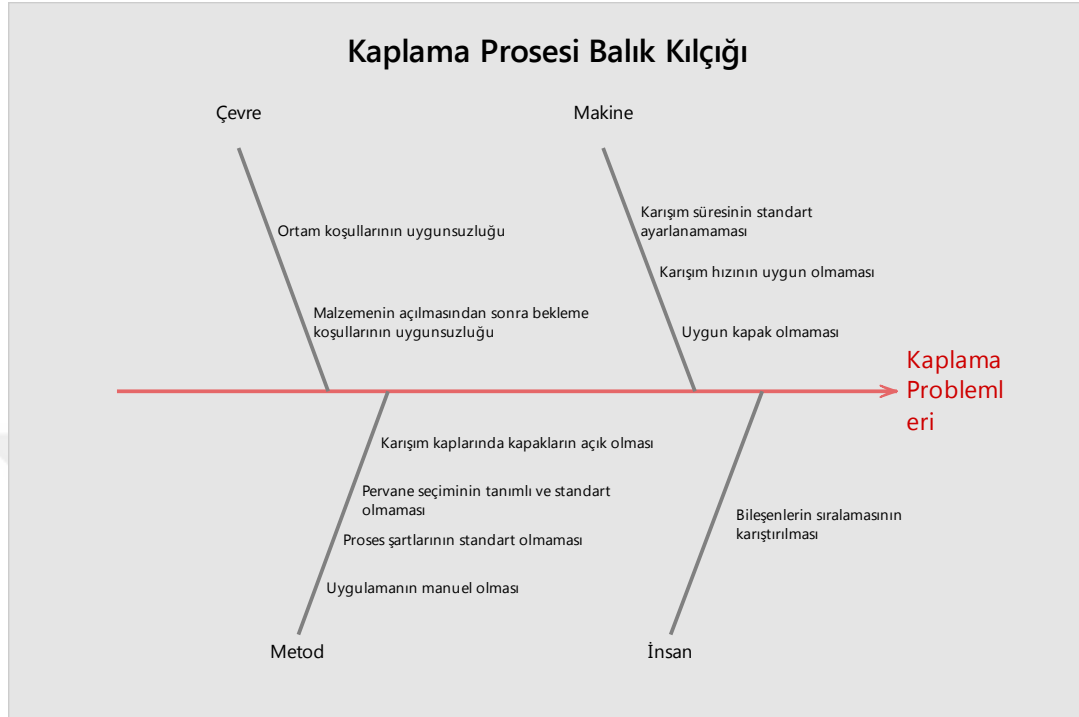 Kaplama Prosesi Balık Kılçığı
Çevre
Makine
Ortam koşullarının uygunsuzluğu
Malzemenin açılmasından sonra bekleme
koşullarının uygunsuzluğu
Karışım süresinin standart
ayarlanamaması
Karışım hızının uygun olmaması
Uygun kapak olmaması
Kaplama
Probleml
eri
Karışım kaplarında kapakların açık olması
Pervane seçiminin tanımlı ve standart
olmaması
Proses şartlarının standart olmaması
Uygulamanın manuel olması
Bileşenlerin sıralamasının
karıştırılması
Metod
İnsan